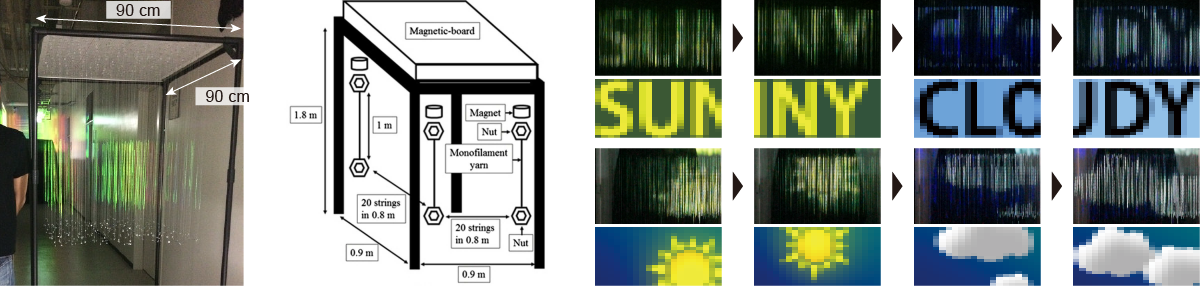 90 cm
90 cm
Magnetic-board
1.8 m
1 m
Magnet
Nut
Monofilament
yarn
20 strings
in 0.8 m
20 strings
in 0.8 m
Nut
0.9 m
0.9 m
SUN
INY
CLO
JDY